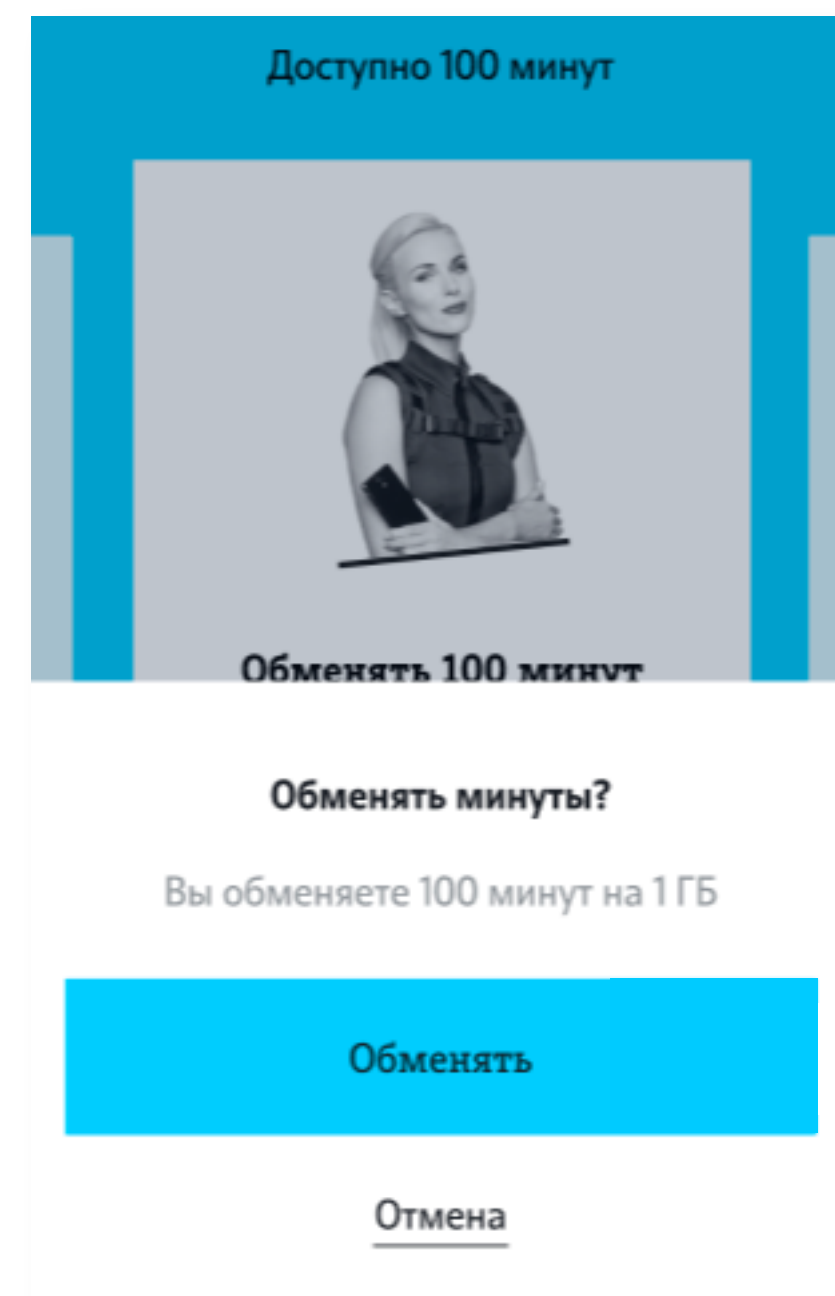 Доступно 100 минут
Обменять 100 минут
Обменять минуты?
Вы обменяете 100 минут на 1 ГБ
Обменять
Отмена